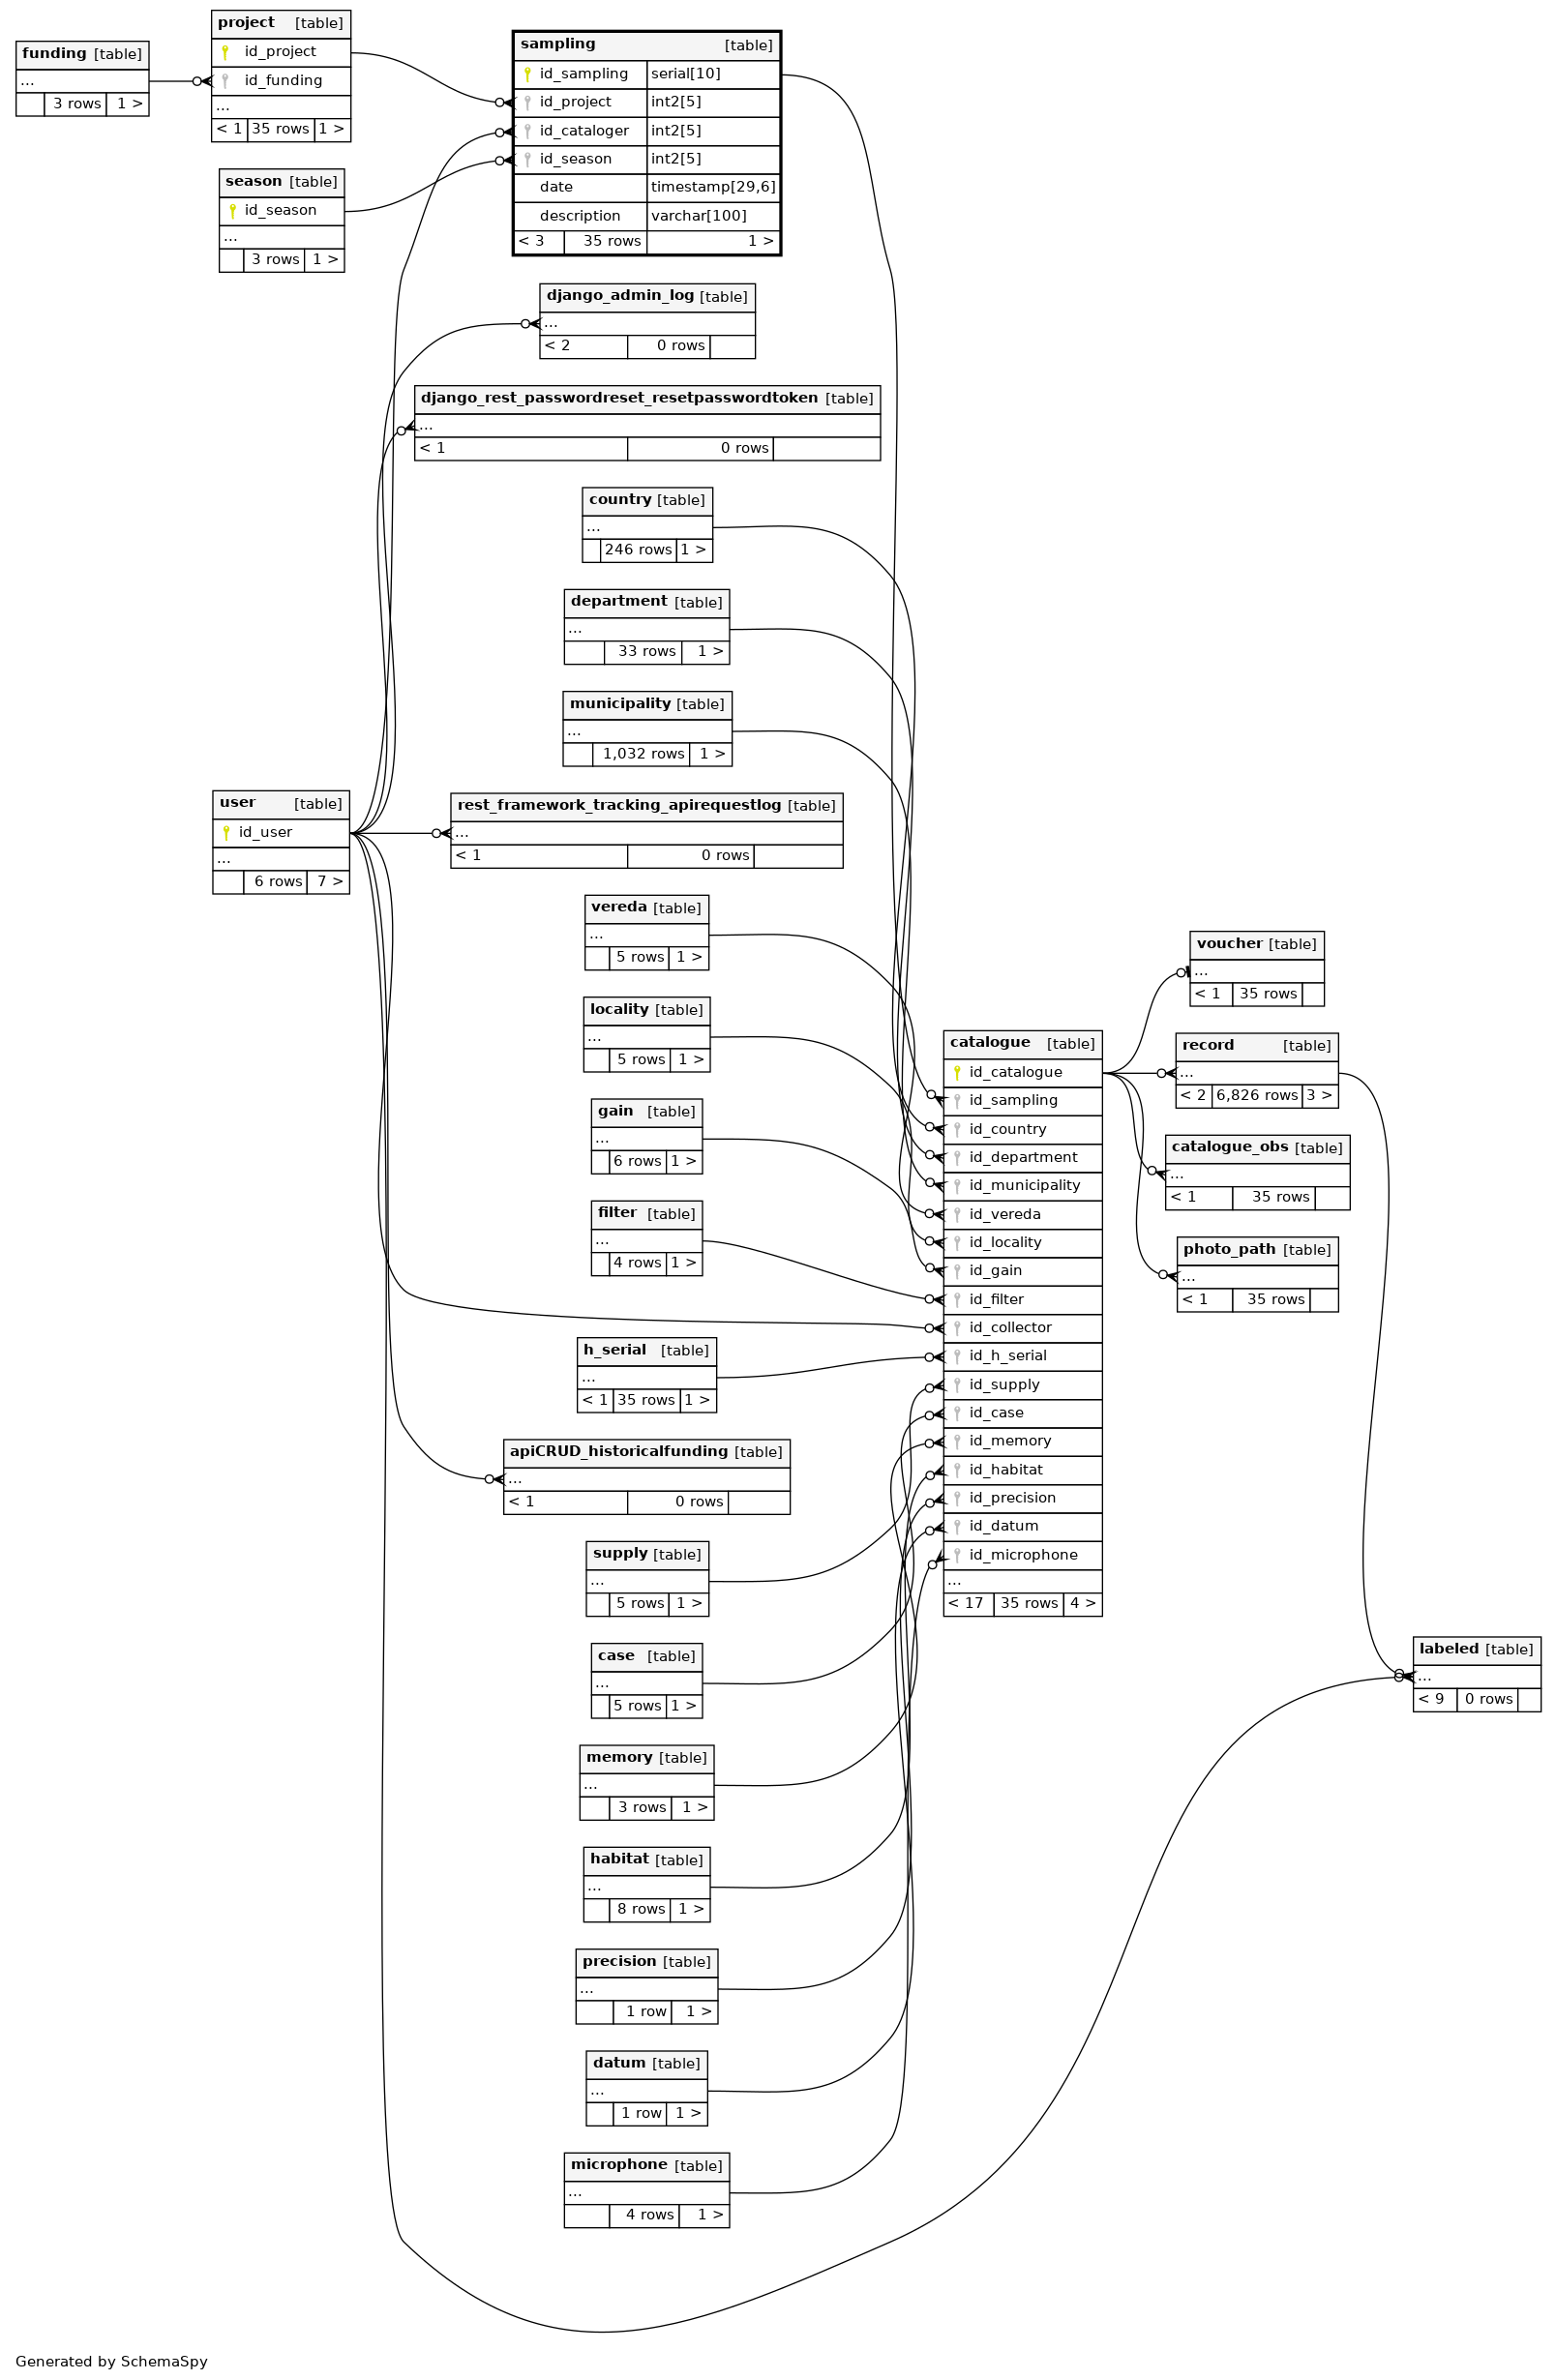 funding [table]
...
3 rows 1 >
project [table]
id_project
id_funding
...
< 1 35 rows 1 >
season [table]
id_season
...
3 rows 1 >
sampling [table]
id_sampling serial[10]
id_project int2[5]
id_cataloger int2[5]
id_season int2[5]
date timestamp[29,6]
description varchar[100]
< 3 35 rows 1 >
django_admin_log [table]
...
< 2 0 rows
django_rest_passwordreset_resetpasswordtoken [table]
...
< 1 0 rows
country [table]
...
246 rows 1 >
department [table]
...
33 rows 1 >
municipality [table]
...
1,032 rows 1 >
user [table]
id_user
...
6 rows 7 >
rest_framework_tracking_apirequestlog [table]
...
< 1 0 rows
vereda [table]
...
5 rows 1 >
locality [table]
...
5 rows 1 >
gain [table]
...
6 rows 1 >
filter [table]
...
4 rows 1 >
h_serial [table]
...
< 1 35 rows 1 >
apiCRUD_historicalfunding [table]
...
< 1 0 rows
supply [table]
...
5 rows 1 >
case [table]
...
5 rows 1 >
memory [table]
...
3 rows 1 >
habitat [table]
...
8 rows 1 >
precision [table]
...
1 row 1 >
datum [table]
...
1 row 1 >
microphone [table]
...
4 rows 1 >
catalogue [table]
id_catalogue
id_sampling
id_country
id_department
id_municipality
id_vereda
id_locality
id_gain
id_filter
id_collector
id_h_serial
id_supply
id_case
id_memory
id_habitat
id_precision
id_datum
id_microphone
...
< 17 35 rows 4 >
voucher [table]
...
< 1 35 rows
record [table]
...
< 2 6,826 rows 3 >
catalogue_obs [table]
...
< 1 35 rows
photo_path [table]
...
< 1 35 rows
labeled [table]
...
< 9 0 rows
Generated by SchemaSpy